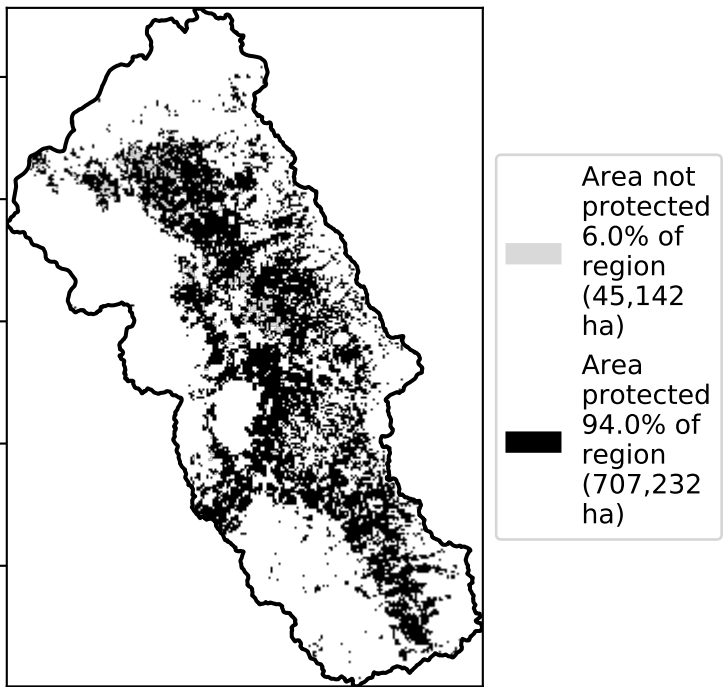 Area not
protected
6.0% of
region
(45,142
ha)
Area
protected
94.0% of
region
(707,232
ha)